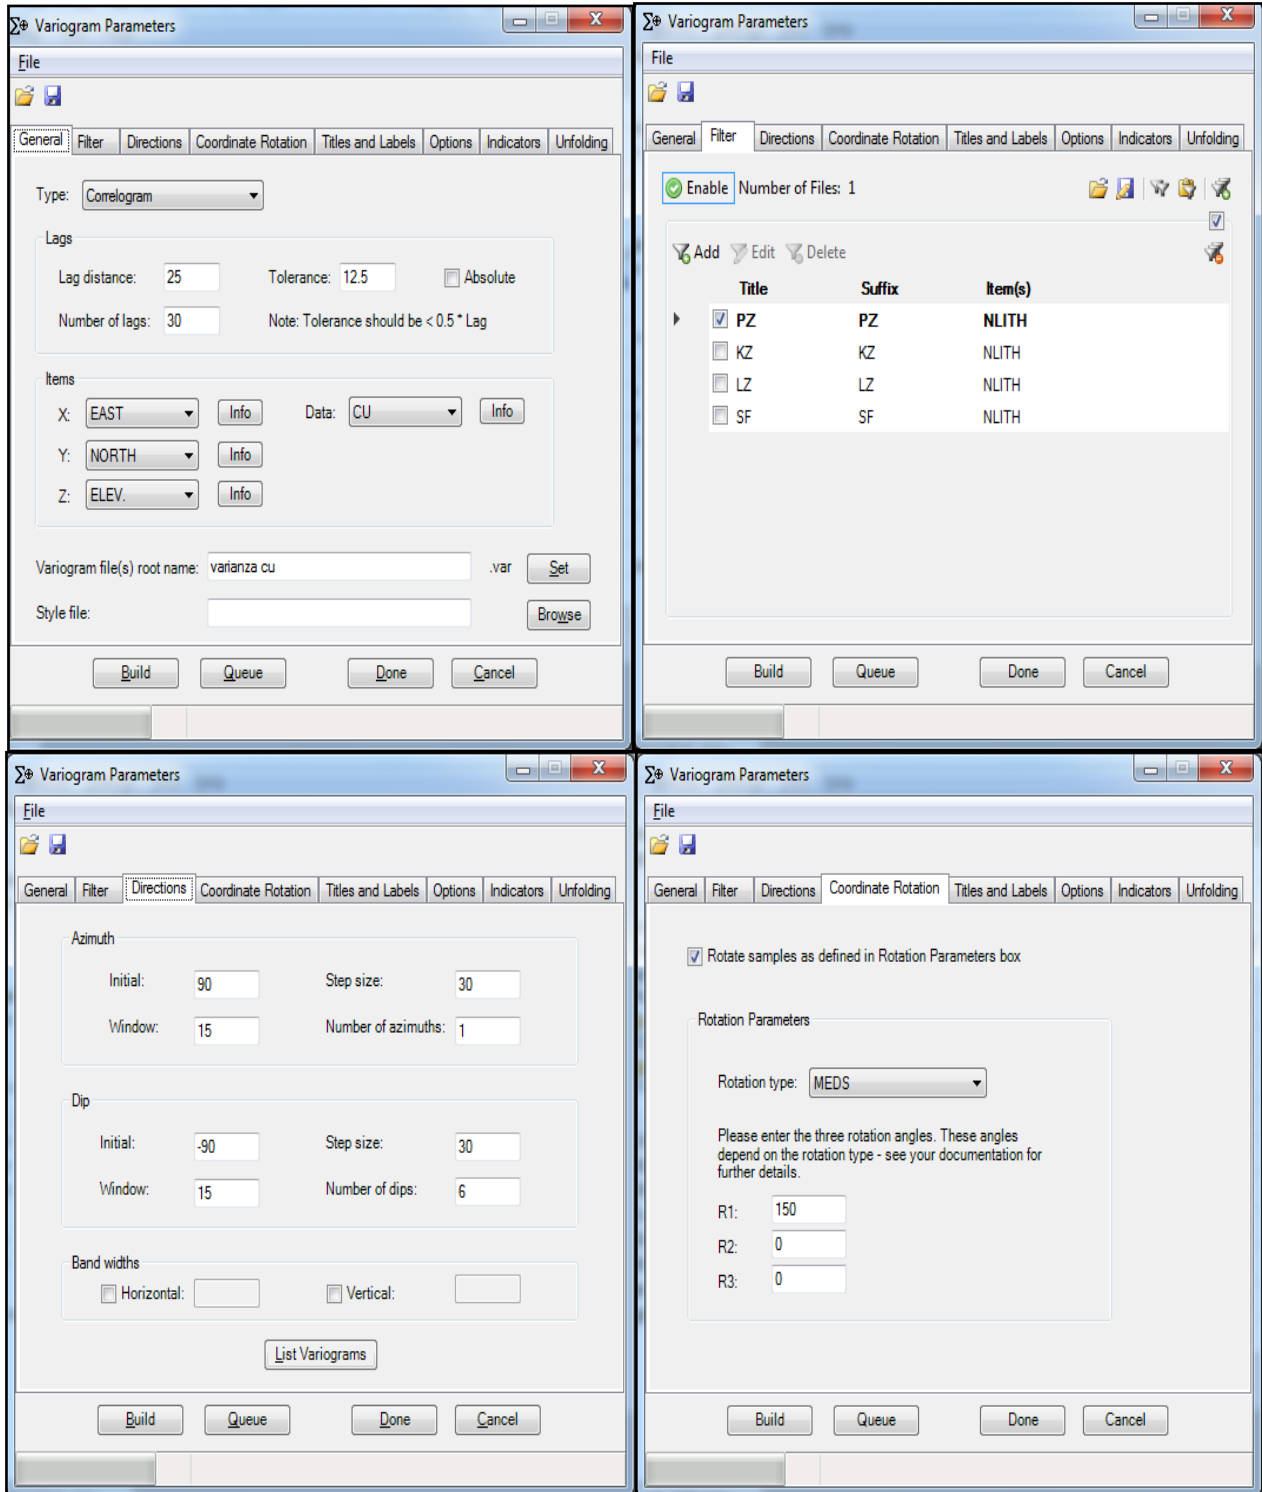 Variogram Parameters
File
General Filter Directions Coordinate Rotation Titles and Labels Options Indicators Unfolding
Type: Correlogram
Lags
Lag distance: 25 Tolerance: 12.5 Absolute
Number of lags: 30 Note: Tolerance should be < 0.5 * Lag
Items
X: EAST Info Data: CU Info
Y: NORTH Info
Z: ELEV. Info
Variogram file(s) root name: varianza cu .var Set
Style file: Browse
Build Queue Done Cancel
Variogram Parameters
File
General Filter Directions Coordinate Rotation Titles and Labels Options Indicators Unfolding
Enable Number of Files: 1
Add Edit Delete
Title Suffix Item(s)
PZ PZ NLITH
KZ KZ NLITH
LZ LZ NLITH
SF SF NLITH
Build Queue Done Cancel
Variogram Parameters
File
General Filter Directions Coordinate Rotation Titles and Labels Options Indicators Unfolding
Azimuth
Initial: 90 Step size: 30
Window: 15 Number of azimuths: 1
Dip
Initial: -90 Step size: 30
Window: 15 Number of dips: 6
Band widths
Horizontal: Vertical:
List Variograms
Build Queue Done Cancel
Variogram Parameters
File
General Filter Directions Coordinate Rotation Titles and Labels Options Indicators Unfolding
Rotate samples as defined in Rotation Parameters box
Rotation Parameters
Rotation type: MEDS
Please enter the three rotation angles. These angles
depend on the rotation type - see your documentation for
further details.
R1: 150
R2: 0
R3: 0
Build Queue Done Cancel